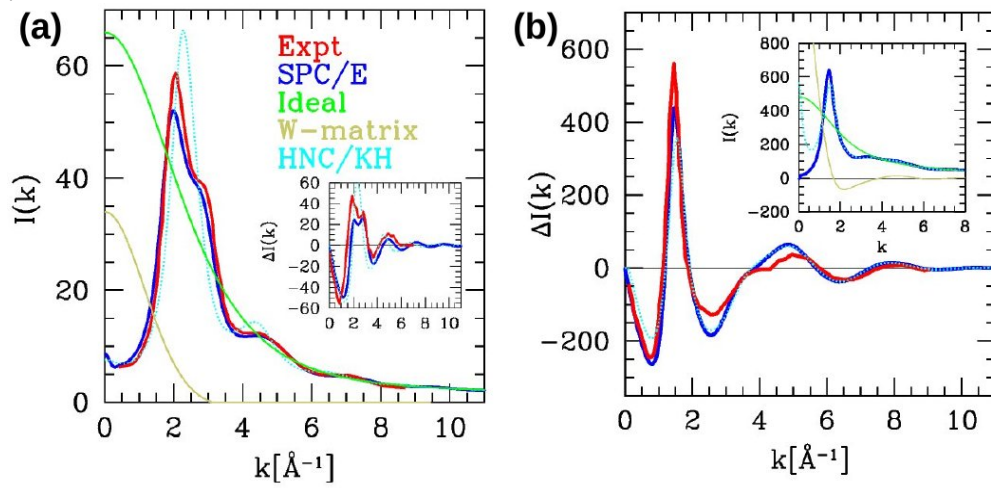 (a)
60
40
20
0
I(k)
Expt
SPC/E
Ideal
W-matrix
HNC/KH
60
40
20
0
−20
−40
−60
ΔI(k)
0 2 4 6 8 10
0 2 4 6 8 10
k[Å⁻¹]
(b)
600
400
200
0
−200
ΔI(k)
800
600
400
200
0
−200
I(k)
0 2 4 6 8
k
0 2 4 6 8 10
k[Å⁻¹]